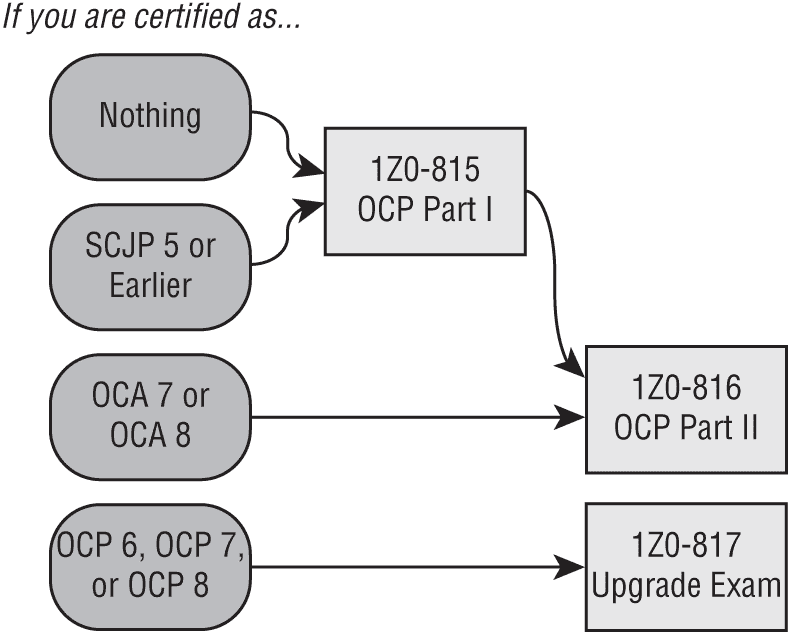 If you are certified as...
Nothing
1Z0-815
OCP Part I
SCJP 5 or
Earlier
OCA 7 or
OCA 8
1Z0-816
OCP Part II
OCP 6, OCP 7,
or OCP 8
1Z0-817
Upgrade Exam